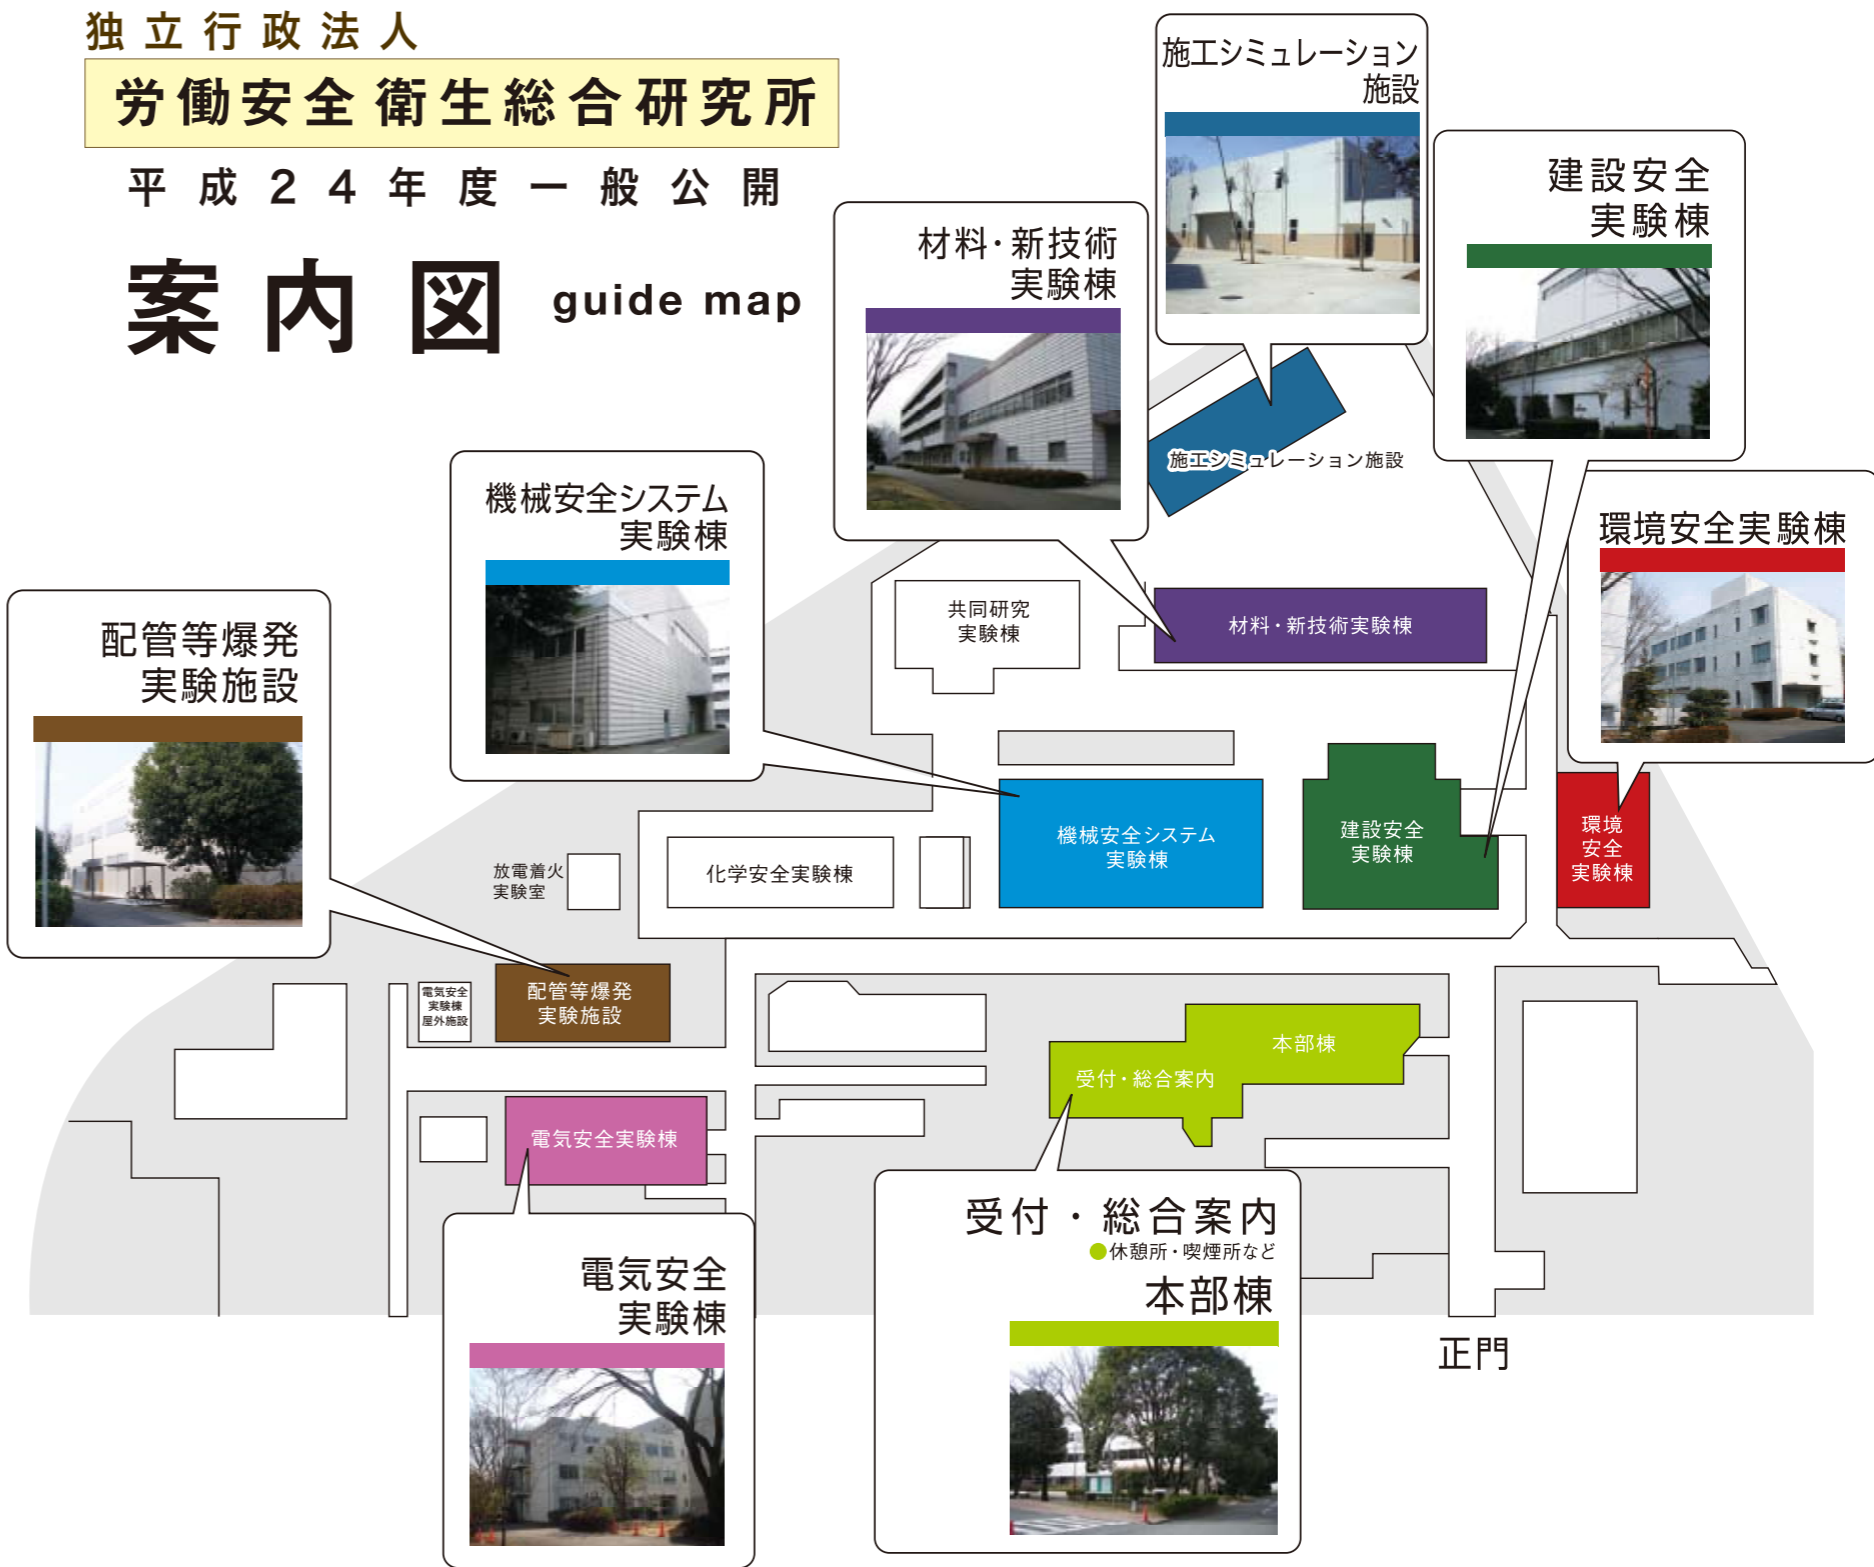 独立行政法人
労働安全衛生総合研究所
平成24年度一般公開
案内図 guide map
施工シミュレーション
施設
建設安全
実験棟
材料・新技術
実験棟
環境安全実験棟
機械安全システム
実験棟
配管等爆発
実験施設
施工シミュレーション施設
共同研究
実験棟
材料・新技術実験棟
機械安全システム
実験棟
建設安全
実験棟
環境
安全
実験棟
放電着火
実験室
化学安全実験棟
電気安全
実験棟
屋外施設
配管等爆発
実験施設
本部棟
受付・総合案内
電気安全実験棟
電気安全
実験棟
受付・総合案内
●休憩所・喫煙所など
本部棟
正門